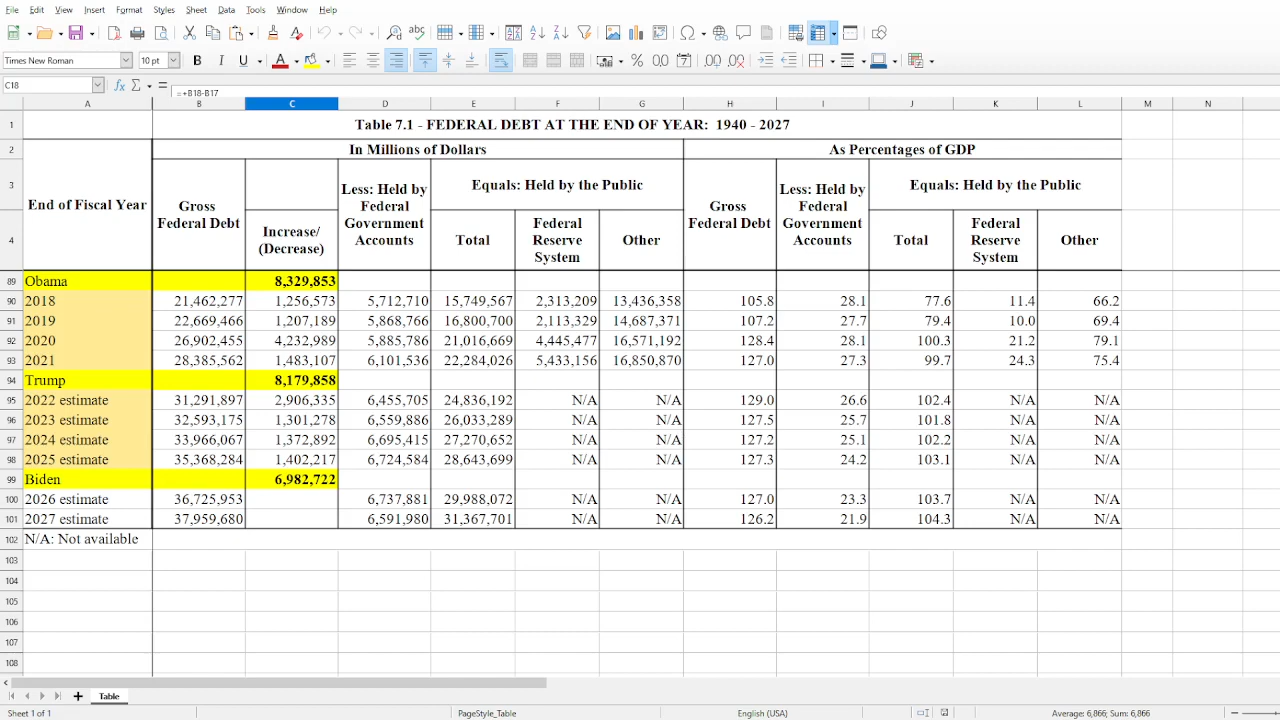 File Edit View Insert Format Styles Sheet Data Tools Window Help
Times New Roman 10 pt B I U A % 0.0
C18 fx Σ = =+B18-B17
A B C D E F G H I J K L M N
1 Table 7.1 - FEDERAL DEBT AT THE END OF YEAR: 1940 - 2027
2 In Millions of Dollars As Percentages of GDP
3 End of Fiscal Year Gross Federal Debt Less: Held by Federal Government Accounts Equals: Held by the Public Gross Federal Debt Less: Held by Federal Government Accounts Equals: Held by the Public
4 Increase/ (Decrease) Total Federal Reserve System Other Total Federal Reserve System Other
89 Obama 8,329,853
90 2018 21,462,277 1,256,573 5,712,710 15,749,567 2,313,209 13,436,358 105.8 28.1 77.6 11.4 66.2
91 2019 22,669,466 1,207,189 5,868,766 16,800,700 2,113,329 14,687,371 107.2 27.7 79.4 10.0 69.4
92 2020 26,902,455 4,232,989 5,885,786 21,016,669 4,445,477 16,571,192 128.4 28.1 100.3 21.2 79.1
93 2021 28,385,562 1,483,107 6,101,536 22,284,026 5,433,156 16,850,870 127.0 27.3 99.7 24.3 75.4
94 Trump 8,179,858
95 2022 estimate 31,291,897 2,906,335 6,455,705 24,836,192 N/A N/A 129.0 26.6 102.4 N/A N/A
96 2023 estimate 32,593,175 1,301,278 6,559,886 26,033,289 N/A N/A 127.5 25.7 101.8 N/A N/A
97 2024 estimate 33,966,067 1,372,892 6,695,415 27,270,652 N/A N/A 127.2 25.1 102.2 N/A N/A
98 2025 estimate 35,368,284 1,402,217 6,724,584 28,643,699 N/A N/A 127.3 24.2 103.1 N/A N/A
99 Biden 6,982,722
100 2026 estimate 36,725,953 6,737,881 29,988,072 N/A N/A 127.0 23.3 103.7 N/A N/A
101 2027 estimate 37,959,680 6,591,980 31,367,701 N/A N/A 126.2 21.9 104.3 N/A N/A
102 N/A: Not available
103
104
105
106
107
108
Table
Sheet 1 of 1 PageStyle_Table English (USA) Average: 6,866; Sum: 6,866